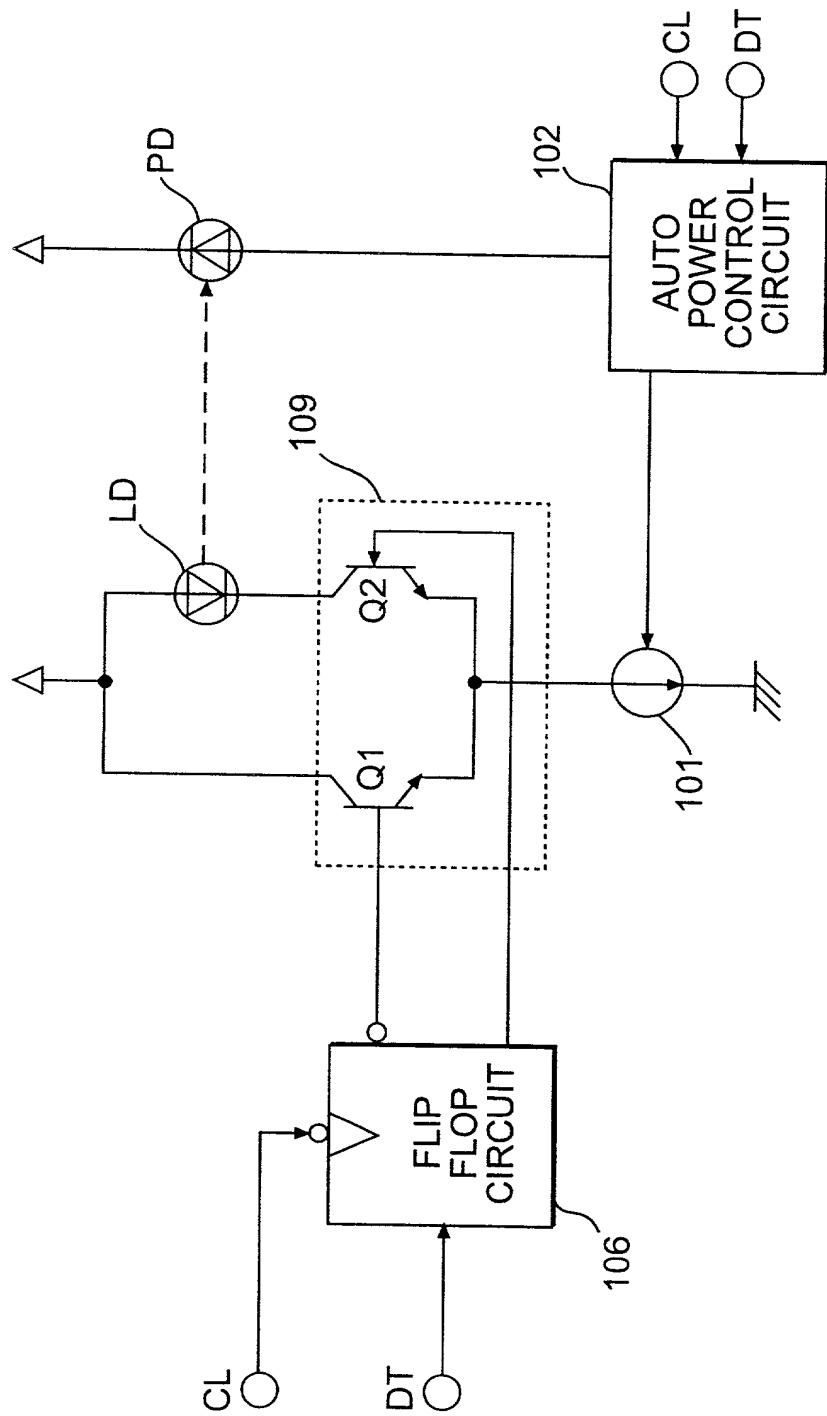 CL
DT
FLIP
FLOP
CIRCUIT
106
Q1
Q2
109
LD
PD
101
102
AUTO
POWER
CONTROL
CIRCUIT
CL
DT